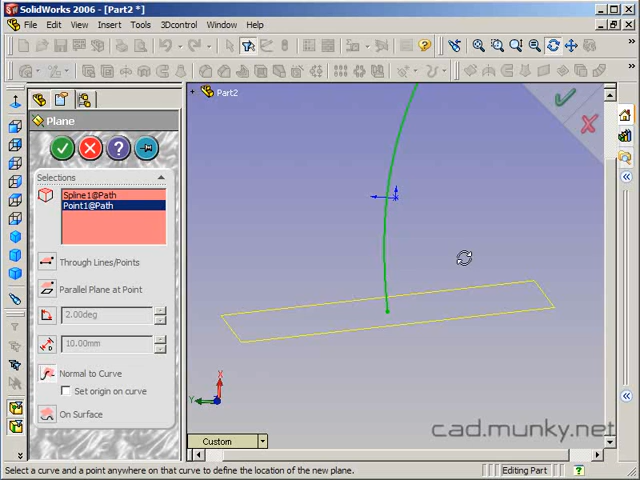 SolidWorks 2006 - [Part2 *]
File Edit View Insert Tools 3Dcontrol Window Help
Part2
Plane
Selections
Spline1@Path
Point1@Path
Through Lines/Points
Parallel Plane at Point
2.00deg
10.00mm
Normal to Curve
Set origin on curve
On Surface
X
Y
Custom
cad.munky.net
Select a curve and a point anywhere on that curve to define the location of the new plane.
Editing Part